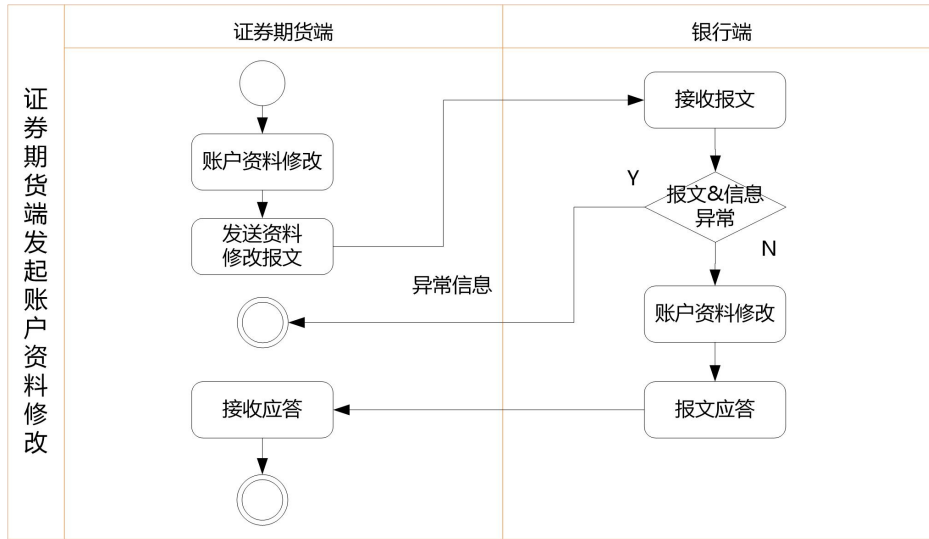 证券期货端发起账户资料修改
证券期货端
银行端
账户资料修改
发送资料
修改报文
接收报文
报文&信息
异常
Y
N
异常信息
账户资料修改
报文应答
接收应答